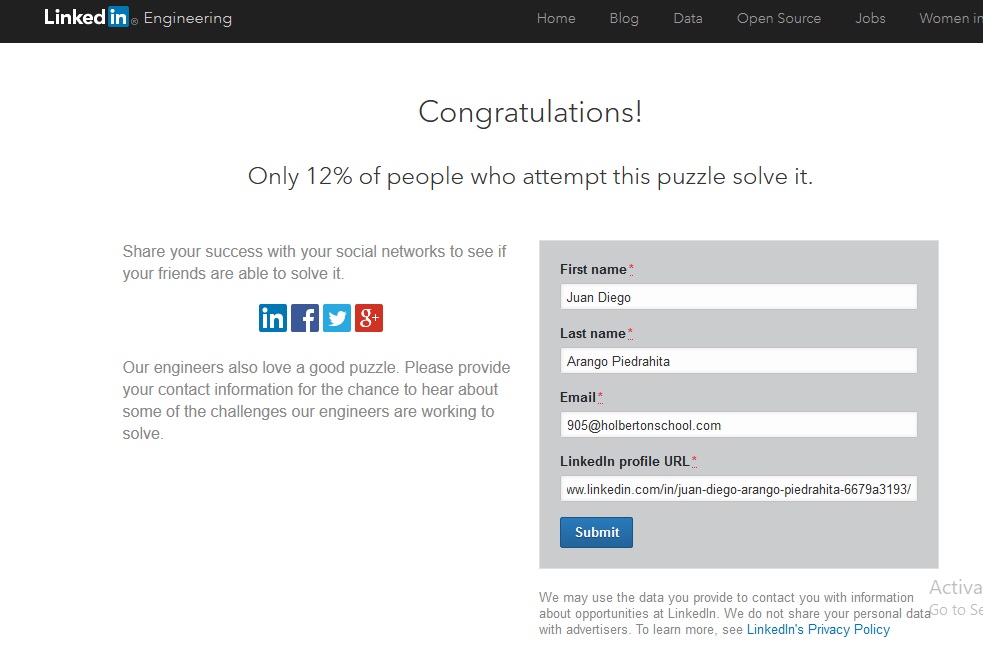 Linked in ® Engineering
Home Blog Data Open Source Jobs Women in
Congratulations!
Only 12% of people who attempt this puzzle solve it.
Share your success with your social networks to see if
your friends are able to solve it.
in f g+
Our engineers also love a good puzzle. Please provide
your contact information for the chance to hear about
some of the challenges our engineers are working to
solve.
First name*
Juan Diego
Last name*
Arango Piedrahita
Email*
905@holbertonschool.com
LinkedIn profile URL*
ww.linkedin.com/in/juan-diego-arango-piedrahita-6679a3193/
Submit
We may use the data you provide to contact you with information
about opportunities at LinkedIn. We do not share your personal data
with advertisers. To learn more, see LinkedIn's Privacy Policy
Activa
Go to Se